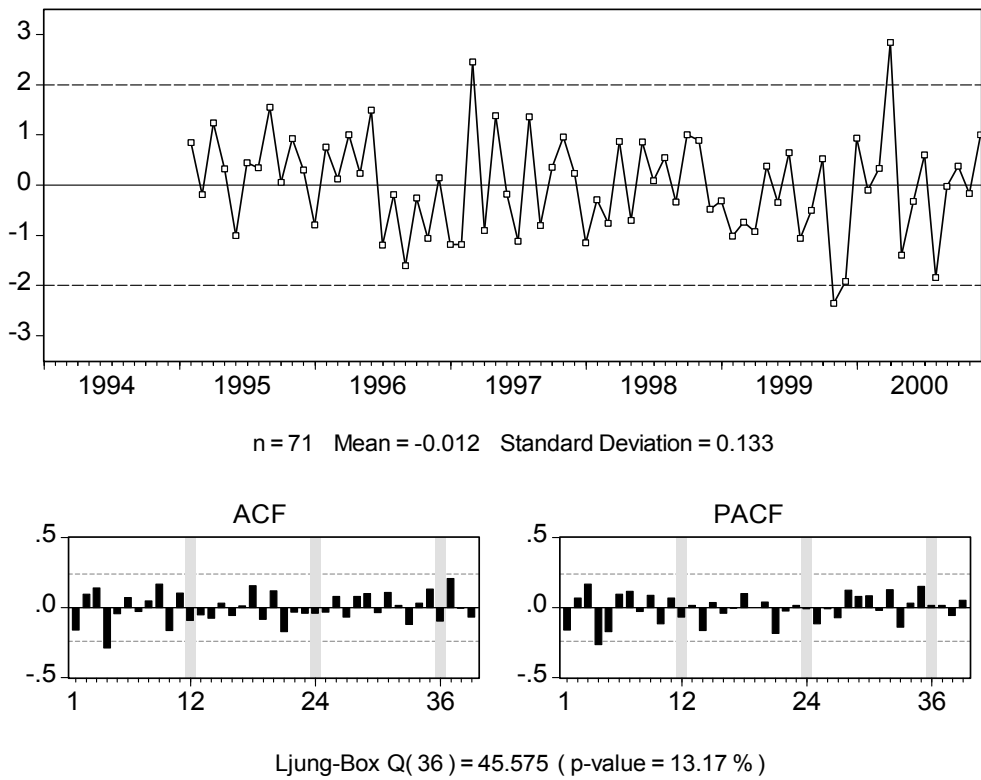 3
2
1
0
-1
-2
-3
1994 1995 1996 1997 1998 1999 2000
n = 71 Mean = -0.012 Standard Deviation = 0.133
ACF PACF
.5 .5
.0 .0
-.5 -.5
1 12 24 36 1 12 24 36
Ljung-Box Q( 36 ) = 45.575 ( p-value = 13.17 % )